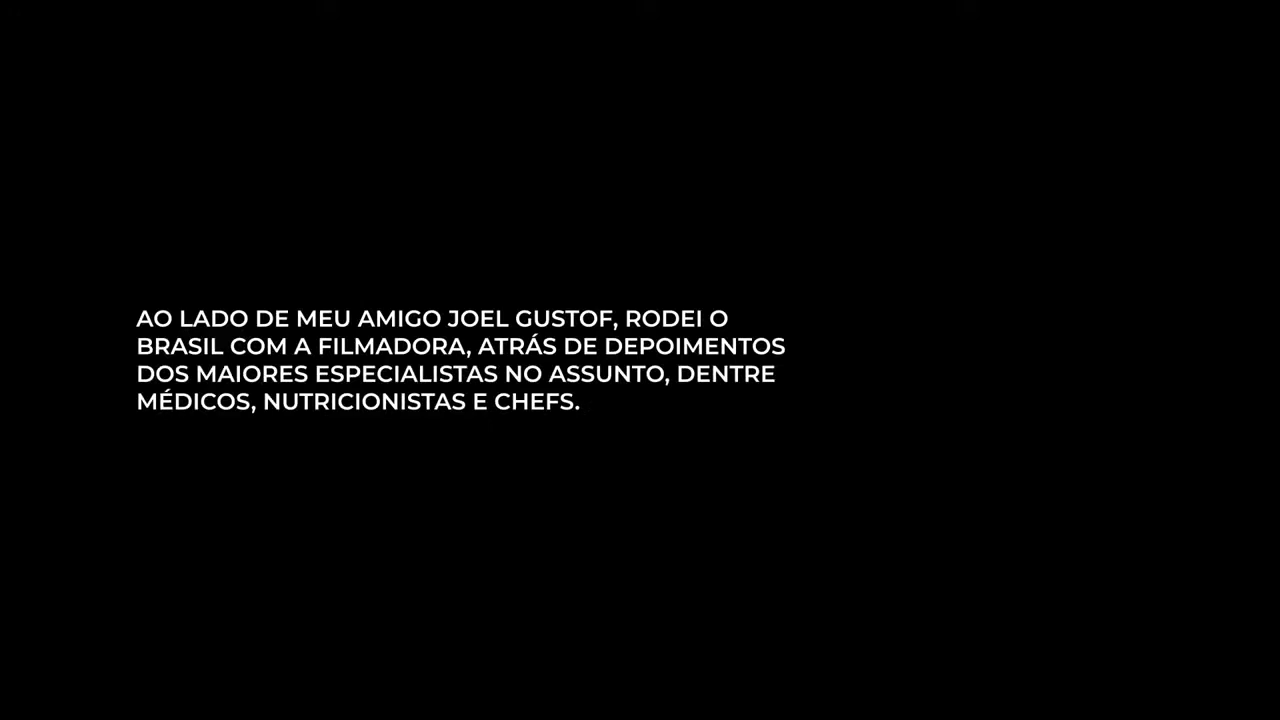 AO LADO DE MEU AMIGO JOEL GUSTOF, RODEI O
BRASIL COM A FILMADORA, ATRÁS DE DEPOIMENTOS
DOS MAIORES ESPECIALISTAS NO ASSUNTO, DENTRE
MÉDICOS, NUTRICIONISTAS E CHEFS.